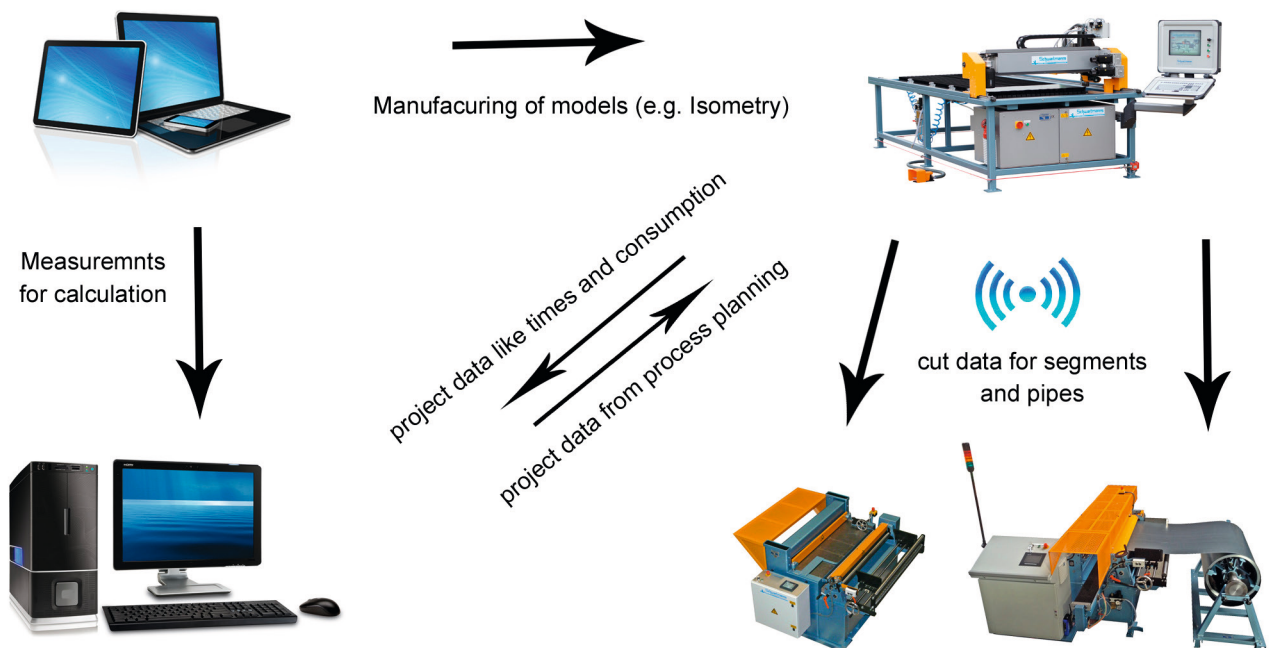 Manufacuring of models (e.g. Isometry)
Measuremnts
for calculation
project data like times and consumption
project data from process planning
cut data for segments
and pipes